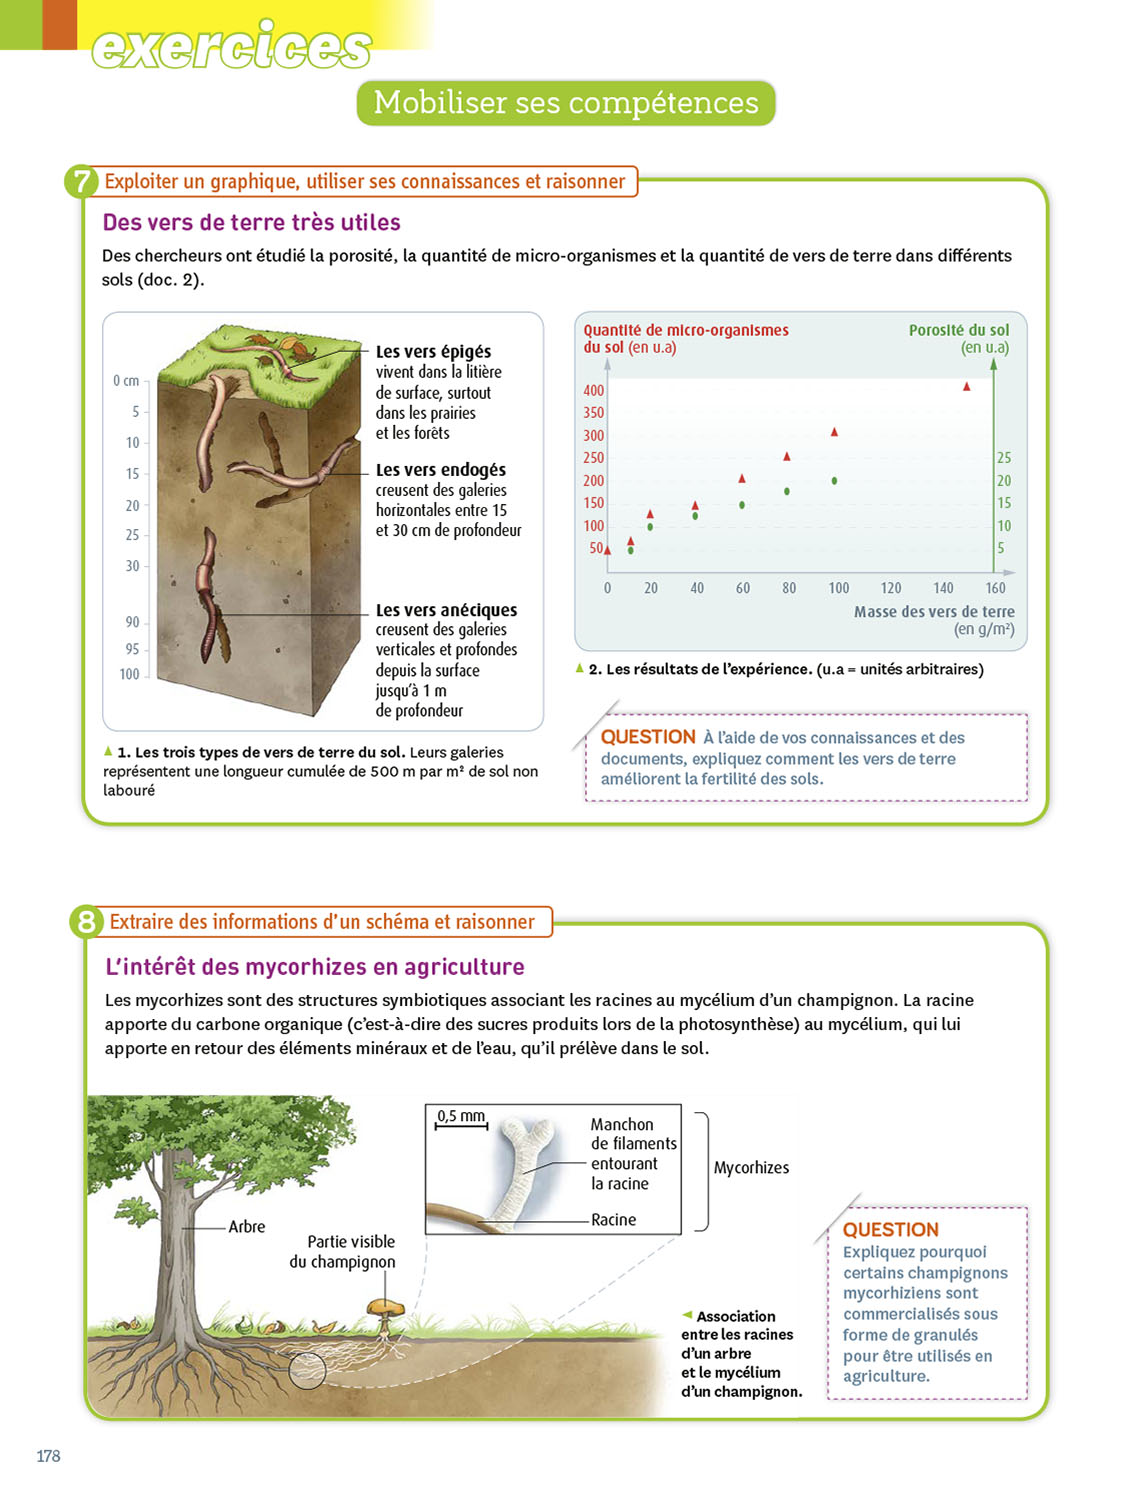 exercices
Mobiliser ses compétences
7 Exploiter un graphique, utiliser ses connaissances et raisonner
Des vers de terre très utiles
Des chercheurs ont étudié la porosité, la quantité de micro-organismes et la quantité de vers de terre dans différents
sols (doc. 2).
0 cm
5
10
15
20
25
30
90
95
100
Les vers épigés
vivent dans la litière
de surface, surtout
dans les prairies
et les forêts
Les vers endogés
creusent des galeries
horizontales entre 15
et 30 cm de profondeur
Les vers anéciques
creusent des galeries
verticales et profondes
depuis la surface
jusqu'à 1 m
de profondeur
1. Les trois types de vers de terre du sol. Leurs galeries
représentent une longueur cumulée de 500 m par m² de sol non
labouré
Quantité de micro-organismes
du sol (en u.a)
Porosité du sol
(en u.a)
400
350
300
250
200
150
100
50
25
20
15
10
5
0 20 40 60 80 100 120 140 160
Masse des vers de terre
(en g/m²)
2. Les résultats de l'expérience. (u.a = unités arbitraires)
QUESTION À l'aide de vos connaissances et des
documents, expliquez comment les vers de terre
améliorent la fertilité des sols.
8 Extraire des informations d'un schéma et raisonner
L'intérêt des mycorhizes en agriculture
Les mycorhizes sont des structures symbiotiques associant les racines au mycélium d'un champignon. La racine
apporte du carbone organique (c'est-à-dire des sucres produits lors de la photosynthèse) au mycélium, qui lui
apporte en retour des éléments minéraux et de l'eau, qu'il prélève dans le sol.
Arbre
Partie visible
du champignon
0,5 mm
Manchon
de filaments
entourant
la racine
Racine
Mycorhizes
Association
entre les racines
d'un arbre
et le mycélium
d'un champignon.
QUESTION
Expliquez pourquoi
certains champignons
mycorhiziens sont
commercialisés sous
forme de granulés
pour être utilisés en
agriculture.
178